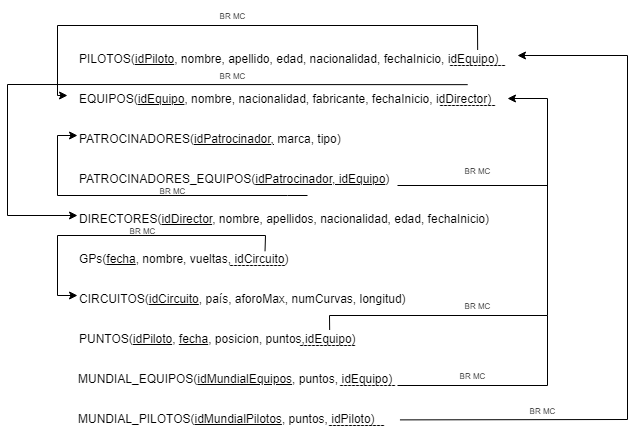 BR MC
PILOTOS(idPiloto, nombre, apellido, edad, nacionalidad, fechaInicio, idEquipo)
BR MC
EQUIPOS(idEquipo, nombre, nacionalidad, fabricante, fechaInicio, idDirector)
PATROCINADORES(idPatrocinador, marca, tipo)
BR MC
PATROCINADORES_EQUIPOS(idPatrocinador, idEquipo)
BR MC
DIRECTORES(idDirector, nombre, apellidos, nacionalidad, edad, fechaInicio)
BR MC
GPs(fecha, nombre, vueltas, idCircuito)
CIRCUITOS(idCircuito, país, aforoMax, numCurvas, longitud)
BR MC
PUNTOS(idPiloto, fecha, posicion, puntos,idEquipo)
MUNDIAL_EQUIPOS(idMundialEquipos, puntos, idEquipo) BR MC
MUNDIAL_PILOTOS(idMundialPilotos, puntos, idPiloto) BR MC